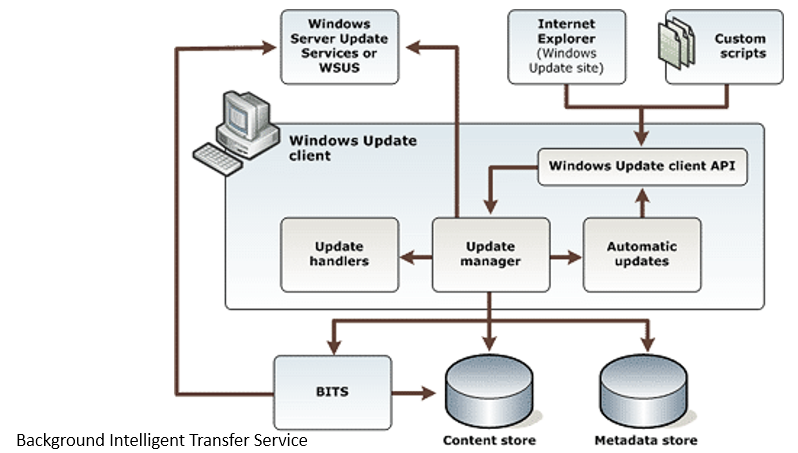 Windows
Server Update
Services or
WSUS
Internet
Explorer
(Windows
Update site)
Custom
scripts
Windows Update
client
Windows Update client API
Update
handlers
Update
manager
Automatic
updates
BITS
Content store
Metadata store
Background Intelligent Transfer Service